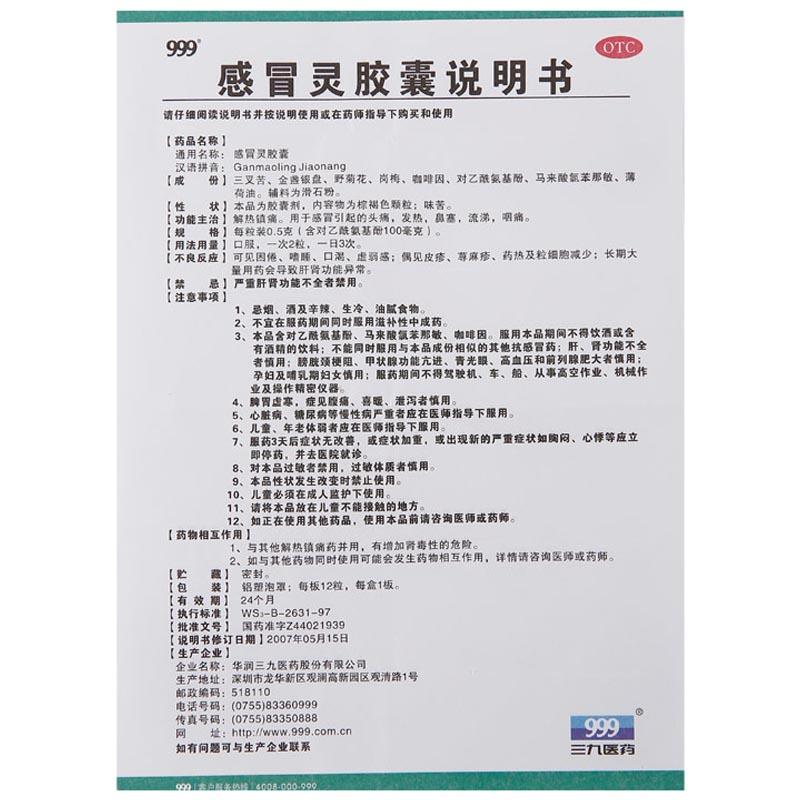 999®
OTC
感冒灵胶囊说明书
请仔细阅读说明书并按说明使用或在药师指导下购买和使用
【药品名称】
通用名称：感冒灵胶囊
汉语拼音：Ganmaoling Jiaonang
【成　份】三叉苦、金盏银盘、野菊花、岗梅、咖啡因、对乙酰氨基酚、马来酸氯苯那敏、薄
荷油。辅料为滑石粉。
【性　状】本品为胶囊剂，内容物为棕褐色颗粒；味苦。
【功能主治】解热镇痛。用于感冒引起的头痛，发热，鼻塞，流涕，咽痛。
【规　格】每粒装0.5克（含对乙酰氨基酚100毫克）。
【用法用量】口服，一次2粒，一日3次。
【不良反应】可见困倦、嗜睡、口渴、虚弱感；偶见皮疹、荨麻疹、药热及粒细胞减少；长期大
量用药会导致肝肾功能异常。
【禁　忌】严重肝肾功能不全者禁用。
【注意事项】
1、忌烟、酒及辛辣、生冷、油腻食物。
2、不宜在服药期间同时服用滋补性中成药。
3、本品含对乙酰氨基酚、马来酸氯苯那敏、咖啡因。服用本品期间不得饮酒或含
有酒精的饮料；不能同时服用与本品成份相似的其他抗感冒药；肝、肾功能不全
者慎用；膀胱颈梗阻、甲状腺功能亢进、青光眼、高血压和前列腺肥大者慎用；
孕妇及哺乳期妇女慎用；服药期间不得驾驶机、车、船、从事高空作业、机械作
业及操作精密仪器。
4、脾胃虚寒，症见腹痛、喜暖、泄泻者慎用。
5、心脏病、糖尿病等慢性病严重者应在医师指导下服用。
6、儿童、年老体弱者应在医师指导下服用。
7、服药3天后症状无改善，或症状加重，或出现新的严重症状如胸闷、心悸等应立
即停药，并去医院就诊。
8、对本品过敏者禁用，过敏体质者慎用。
9、本品性状发生改变时禁止使用。
10、儿童必须在成人监护下使用。
11、请将本品放在儿童不能接触的地方。
12、如正在使用其他药品，使用本品前请咨询医师或药师。
【药物相互作用】
1、与其他解热镇痛药并用，有增加肾毒性的危险。
2、如与其他药物同时使用可能会发生药物相互作用，详情请咨询医师或药师。
【贮　藏】密封。
【包　装】铝塑泡罩；每板12粒，每盒1板。
【有 效 期】24个月
【执行标准】WS₃-B-2631-97
【批准文号】国药准字Z44021939
【说明书修订日期】2007年05月15日
【生产企业】
企业名称：华润三九医药股份有限公司
生产地址：深圳市龙华新区观澜高新园区观清路1号
邮政编码：518110
电话号码：(0755)83360999
传真号码：(0755)83350888
网　址：http://www.999.com.cn
如有问题可与生产企业联系
999®
三九医药
999 客户服务热线 4008-000-999